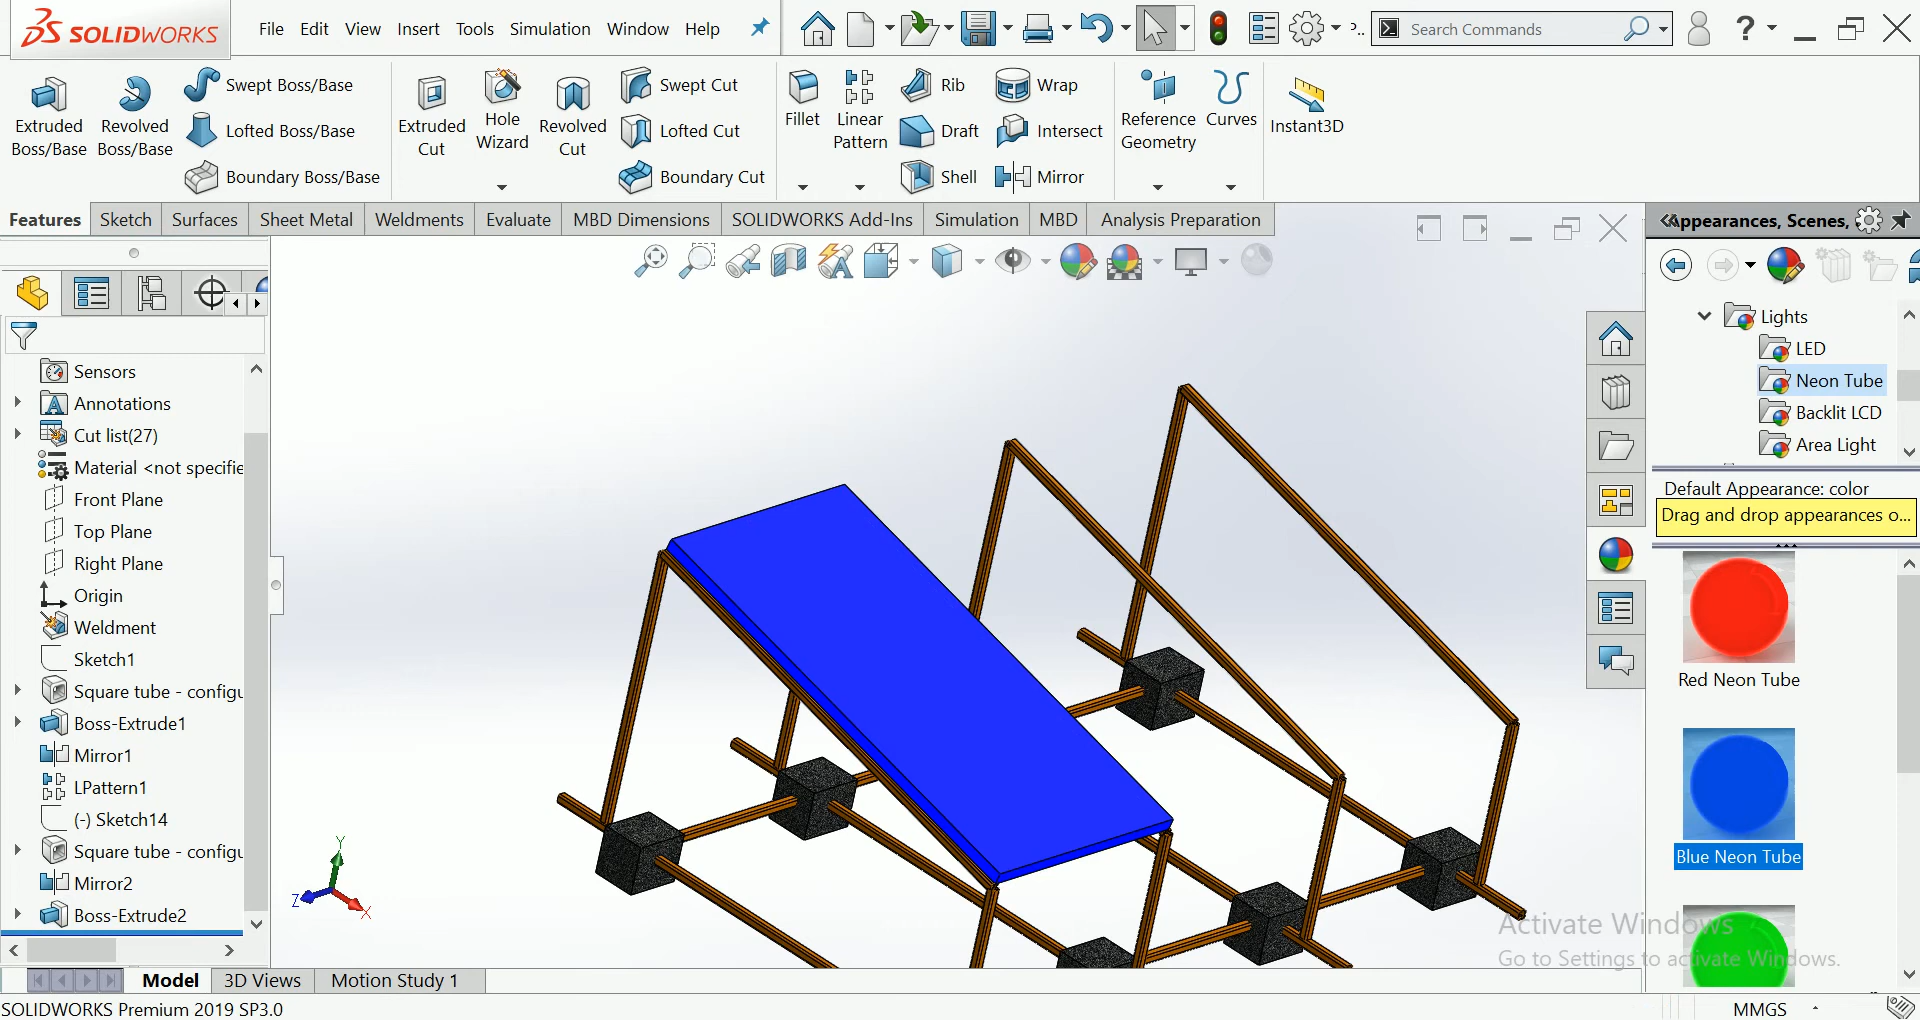 SOLIDWORKS
File Edit View Insert Tools Simulation Window Help
P..
Search Commands
?
Extruded Boss/Base
Revolved Boss/Base
Swept Boss/Base
Lofted Boss/Base
Boundary Boss/Base
Extruded Cut
Hole Wizard
Revolved Cut
Swept Cut
Lofted Cut
Boundary Cut
Fillet
Linear Pattern
Rib
Draft
Shell
Wrap
Intersect
Mirror
Reference Geometry
Curves
Instant3D
Features Sketch Surfaces Sheet Metal Weldments Evaluate MBD Dimensions SOLIDWORKS Add-Ins Simulation MBD Analysis Preparation
Sensors
Annotations
Cut list(27)
Material <not specifie
Front Plane
Top Plane
Right Plane
Origin
Weldment
Sketch1
Square tube - configu
Boss-Extrude1
Mirror1
LPattern1
(-) Sketch14
Square tube - configu
Mirror2
Boss-Extrude2
Y
Z
X
Appearances, Scenes,
Lights
LED
Neon Tube
Backlit LCD
Area Light
Default Appearance: color
Drag and drop appearances o...
Red Neon Tube
Blue Neon Tube
Activate Windows
Go to Settings to activate Windows.
Model 3D Views Motion Study 1
SOLIDWORKS Premium 2019 SP3.0
MMGS